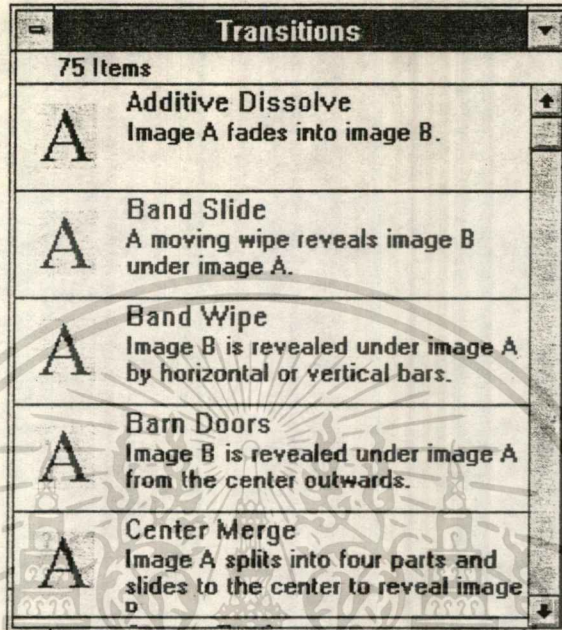 Transitions
75 Items
A
Additive Dissolve
Image A fades into image B.
A
Band Slide
A moving wipe reveals image B
under image A.
A
Band Wipe
Image B is revealed under image A
by horizontal or vertical bars.
A
Barn Doors
Image B is revealed under image A
from the center outwards.
A
Center Merge
Image A splits into four parts and
slides to the center to reveal image